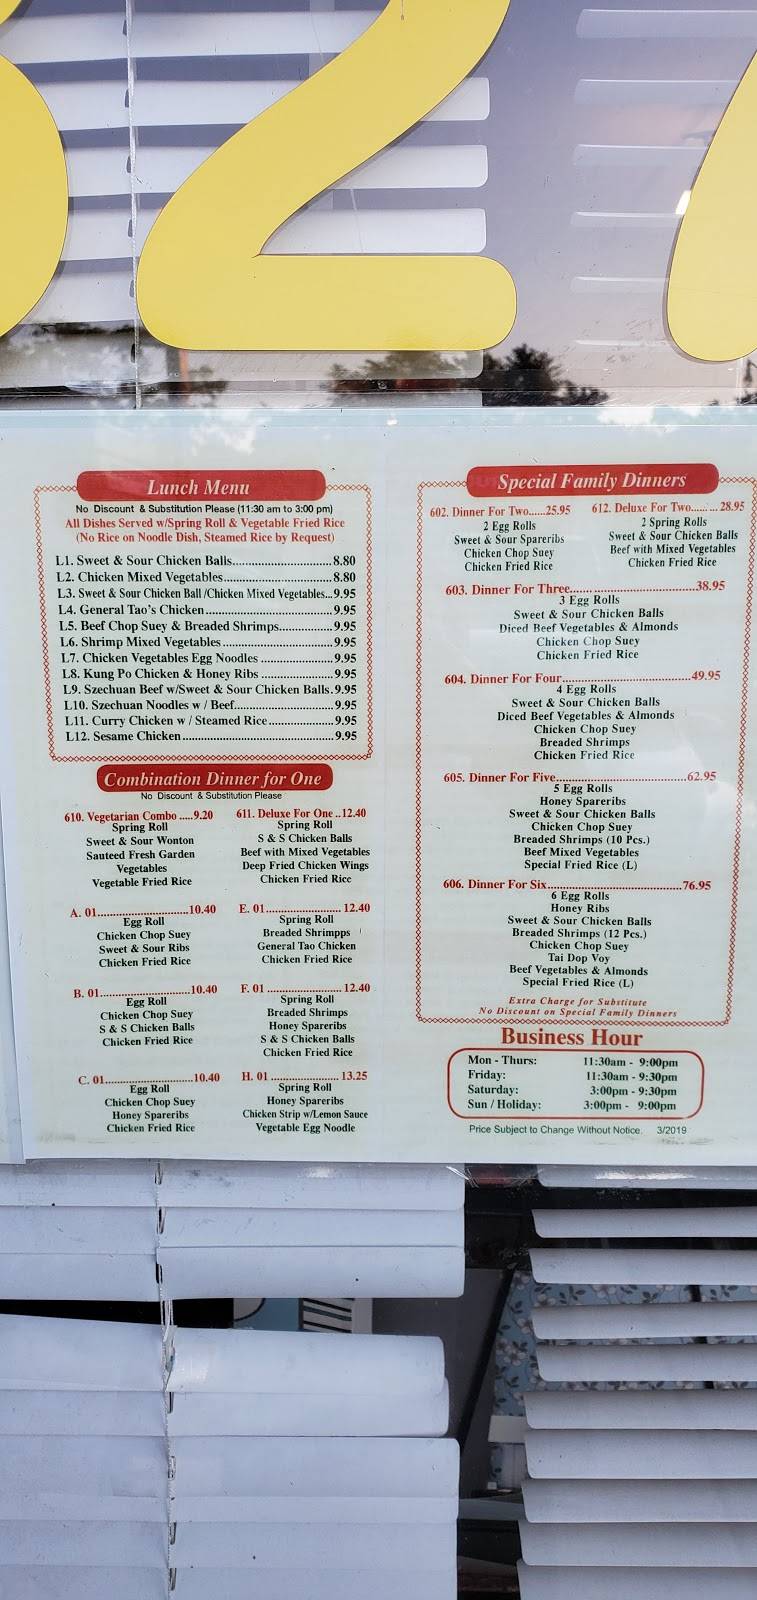 327
Lunch Menu
No Discount & Substitution Please (11:30 am to 3:00 pm)
All Dishes Served w/Spring Roll & Vegetable Fried Rice
(No Rice on Noodle Dish, Steamed Rice by Request)
L1. Sweet & Sour Chicken Balls..............................8.80
L2. Chicken Mixed Vegetables................................8.80
L3. Sweet & Sour Chicken Ball /Chicken Mixed Vegetables...9.95
L4. General Tao's Chicken.....................................9.95
L5. Beef Chop Suey & Breaded Shrimps................9.95
L6. Shrimp Mixed Vegetables.................................9.95
L7. Chicken Vegetables Egg Noodles .....................9.95
L8. Kung Po Chicken & Honey Ribs .....................9.95
L9. Szechuan Beef w/Sweet & Sour Chicken Balls.9.95
L10. Szechuan Noodles w / Beef.............................9.95
L11. Curry Chicken w / Steamed Rice...................9.95
L12. Sesame Chicken.............................................9.95
Combination Dinner for One
No Discount & Substitution Please
610. Vegetarian Combo .....9.20
Spring Roll
Sweet & Sour Wonton
Sauteed Fresh Garden
Vegetables
Vegetable Fried Rice
611. Deluxe For One ..12.40
Spring Roll
S & S Chicken Balls
Beef with Mixed Vegetables
Deep Fried Chicken Wings
Chicken Fried Rice
A. 01............................10.40
Egg Roll
Chicken Chop Suey
Sweet & Sour Ribs
Chicken Fried Rice
E. 01........................ 12.40
Spring Roll
Breaded Shrimpps
General Tao Chicken
Chicken Fried Rice
B. 01............................10.40
Egg Roll
Chicken Chop Suey
S & S Chicken Balls
Chicken Fried Rice
F. 01 ........................ 12.40
Spring Roll
Breaded Shrimps
Honey Spareribs
S & S Chicken Balls
Chicken Fried Rice
C. 01............................10.40
Egg Roll
Chicken Chop Suey
Honey Spareribs
Chicken Fried Rice
H. 01 ....................... 13.25
Spring Roll
Honey Spareribs
Chicken Strip w/Lemon Sauce
Vegetable Egg Noodle
Special Family Dinners
602. Dinner For Two......25.95
2 Egg Rolls
Sweet & Sour Spareribs
Chicken Chop Suey
Chicken Fried Rice
612. Deluxe For Two......... 28.95
2 Spring Rolls
Sweet & Sour Chicken Balls
Beef with Mixed Vegetables
Chicken Fried Rice
603. Dinner For Three.................................38.95
3 Egg Rolls
Sweet & Sour Chicken Balls
Diced Beef Vegetables & Almonds
Chicken Chop Suey
Chicken Fried Rice
604. Dinner For Four.................................49.95
4 Egg Rolls
Sweet & Sour Chicken Balls
Diced Beef Vegetables & Almonds
Chicken Chop Suey
Breaded Shrimps
Chicken Fried Rice
605. Dinner For Five..................................62.95
5 Egg Rolls
Honey Spareribs
Sweet & Sour Chicken Balls
Chicken Chop Suey
Breaded Shrimps (10 Pcs.)
Beef Mixed Vegetables
Special Fried Rice (L)
606. Dinner For Six....................................76.95
6 Egg Rolls
Honey Ribs
Sweet & Sour Chicken Balls
Breaded Shrimps (12 Pcs.)
Chicken Chop Suey
Tai Dop Voy
Beef Vegetables & Almonds
Special Fried Rice (L)
Extra Charge for Substitute
No Discount on Special Family Dinners
Business Hour
Mon - Thurs: 11:30am - 9:00pm
Friday: 11:30am - 9:30pm
Saturday: 3:00pm - 9:30pm
Sun / Holiday: 3:00pm - 9:00pm
Price Subject to Change Without Notice. 3/2019